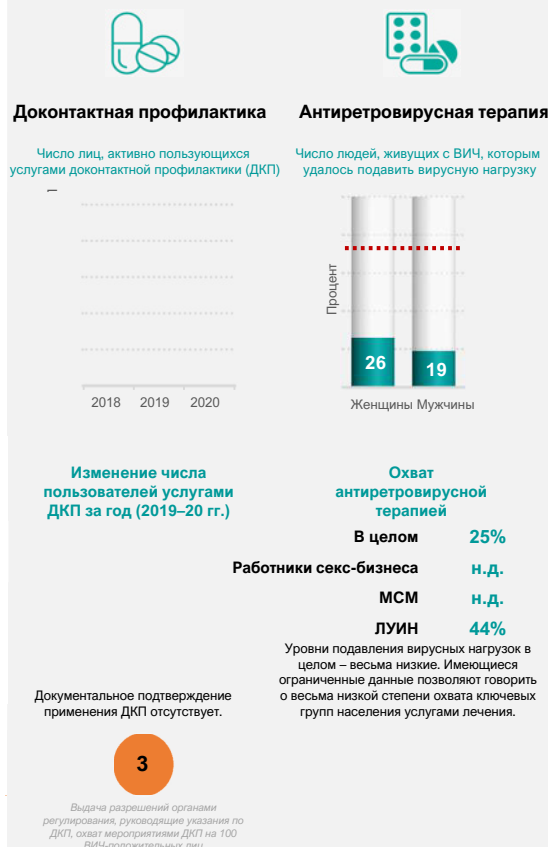 Доконтактная профилактика
Число лиц, активно пользующихся
услугами доконтактной профилактики (ДКП)
2018 2019 2020
Изменение числа
пользователей услугами
ДКП за год (2019–20 гг.)
Документальное подтверждение
применения ДКП отсутствует.
3
Выдача разрешений органами
регулирования, руководящие указания по
ДКП, охват мероприятиями ДКП на 100
ВИЧ-положительных лиц
Антиретровирусная терапия
Число людей, живущих с ВИЧ, которым
удалось подавить вирусную нагрузку
Процент
26
19
Женщины Мужчины
Охват
антиретровирусной
терапией
В целом 25%
Работники секс-бизнеса н.д.
МСМ н.д.
ЛУИН 44%
Уровни подавления вирусных нагрузок в
целом – весьма низкие. Имеющиеся
ограниченные данные позволяют говорить
о весьма низкой степени охвата ключевых
групп населения услугами лечения.